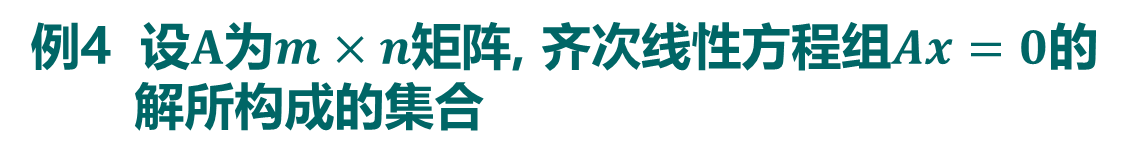 例4 设A为m × n矩阵, 齐次线性方程组Ax = 0的
解所构成的集合